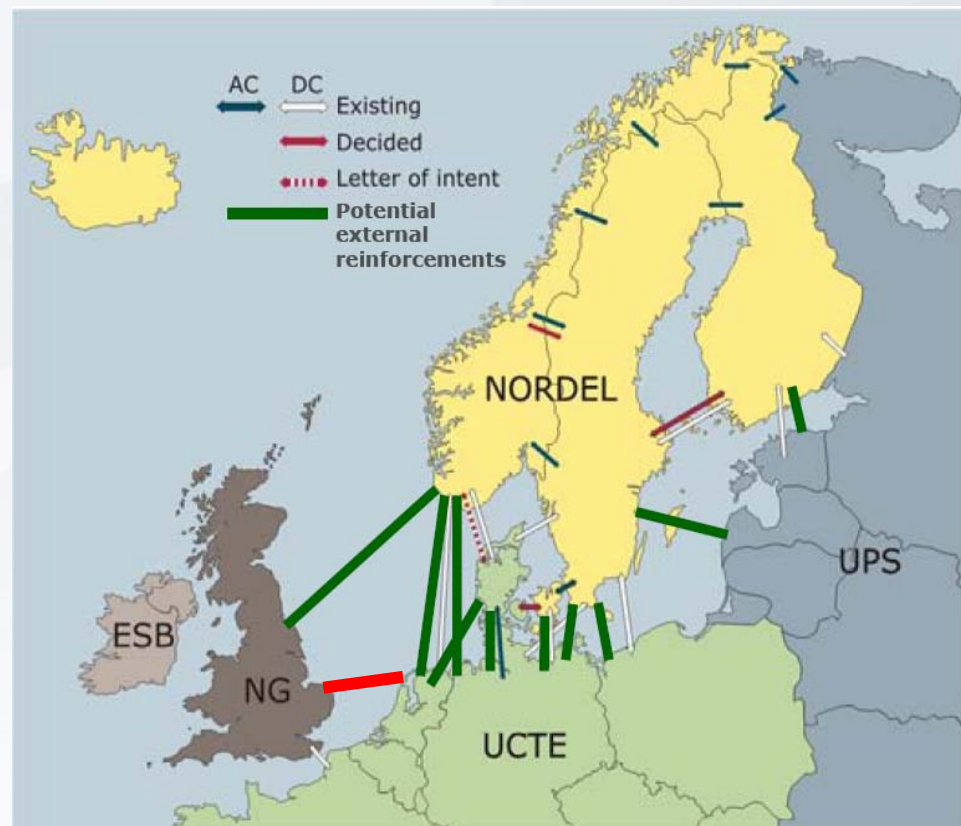 AC DC
Existing
Decided
Letter of intent
Potential
external
reinforcements
NORDEL
UPS
ESB
NG
UCTE